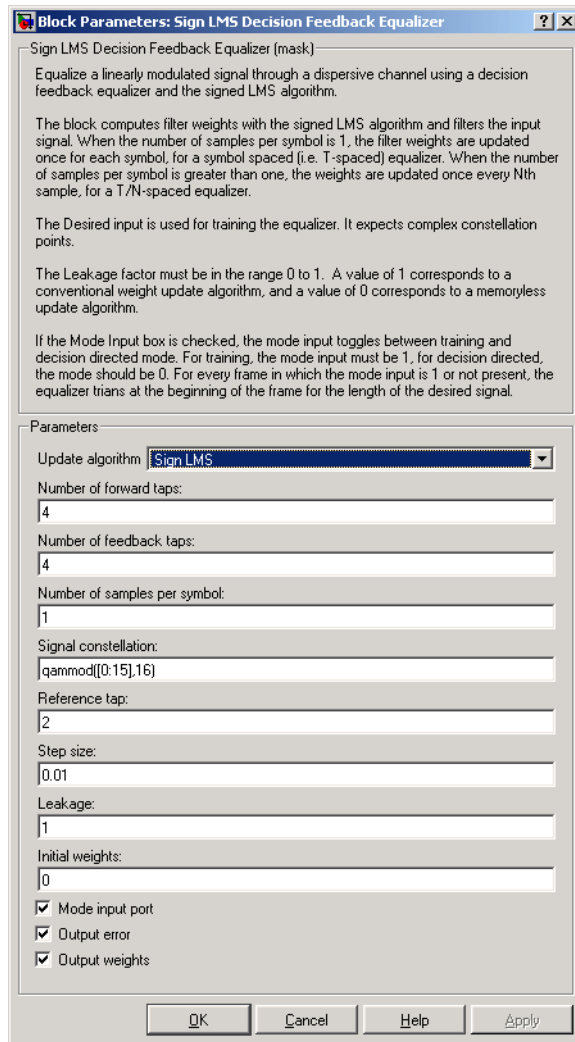 Block Parameters: Sign LMS Decision Feedback Equalizer
Sign LMS Decision Feedback Equalizer (mask)
Equalize a linearly modulated signal through a dispersive channel using a decision
feedback equalizer and the signed LMS algorithm.
The block computes filter weights with the signed LMS algorithm and filters the input
signal. When the number of samples per symbol is 1, the filter weights are updated
once for each symbol, for a symbol spaced (i.e. T-spaced) equalizer. When the number
of samples per symbol is greater than one, the weights are updated once every Nth
sample, for a T/N-spaced equalizer.
The Desired input is used for training the equalizer. It expects complex constellation
points.
The Leakage factor must be in the range 0 to 1.  A value of 1 corresponds to a
conventional weight update algorithm, and a value of 0 corresponds to a memoryless
update algorithm.
If the Mode Input box is checked, the mode input toggles between training and
decision directed mode. For training, the mode input must be 1, for decision directed,
the mode should be 0. For every frame in which the mode input is 1 or not present, the
equalizer trians at the beginning of the frame for the length of the desired signal.
Parameters
Update algorithm Sign LMS
Number of forward taps:
4
Number of feedback taps:
4
Number of samples per symbol:
1
Signal constellation:
qammod([0:15],16)
Reference tap:
2
Step size:
0.01
Leakage:
1
Initial weights:
0
Mode input port
Output error
Output weights
OK Cancel Help Apply